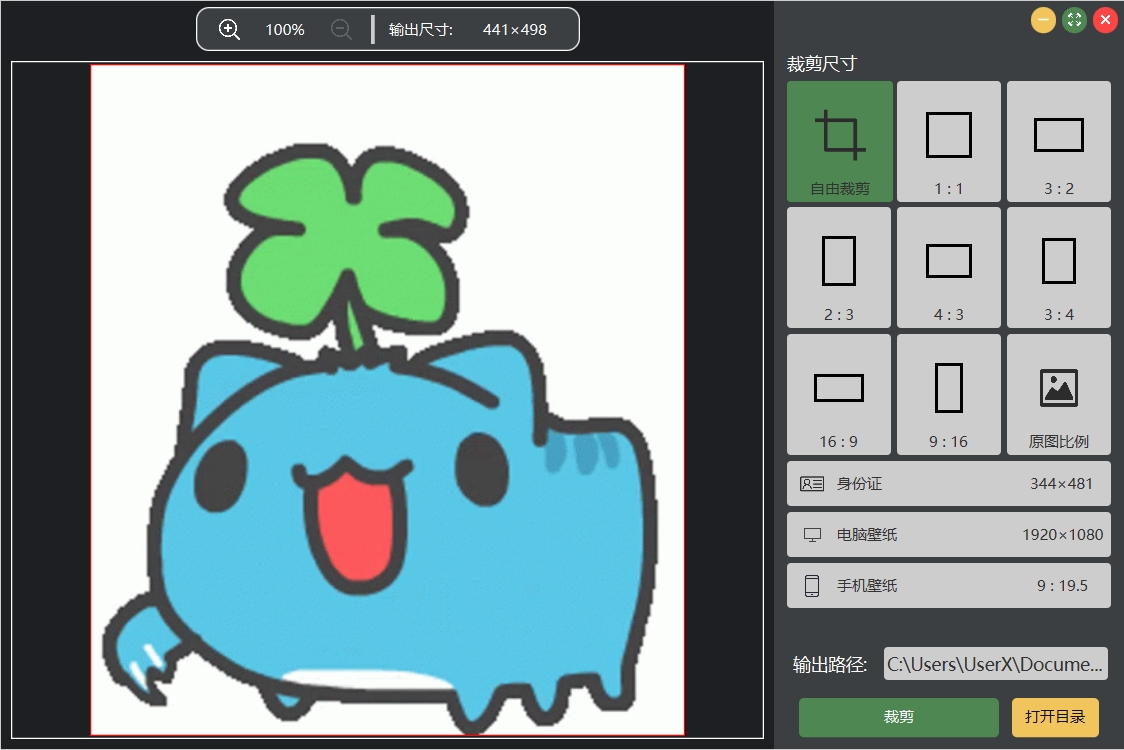 100% 输出尺寸: 441×498
裁剪尺寸
自由裁剪 1 : 1 3 : 2
2 : 3 4 : 3 3 : 4
16 : 9 9 : 16 原图比例
身份证 344×481
电脑壁纸 1920×1080
手机壁纸 9 : 19.5
输出路径: C:\Users\UserX\Docume...
裁剪 打开目录